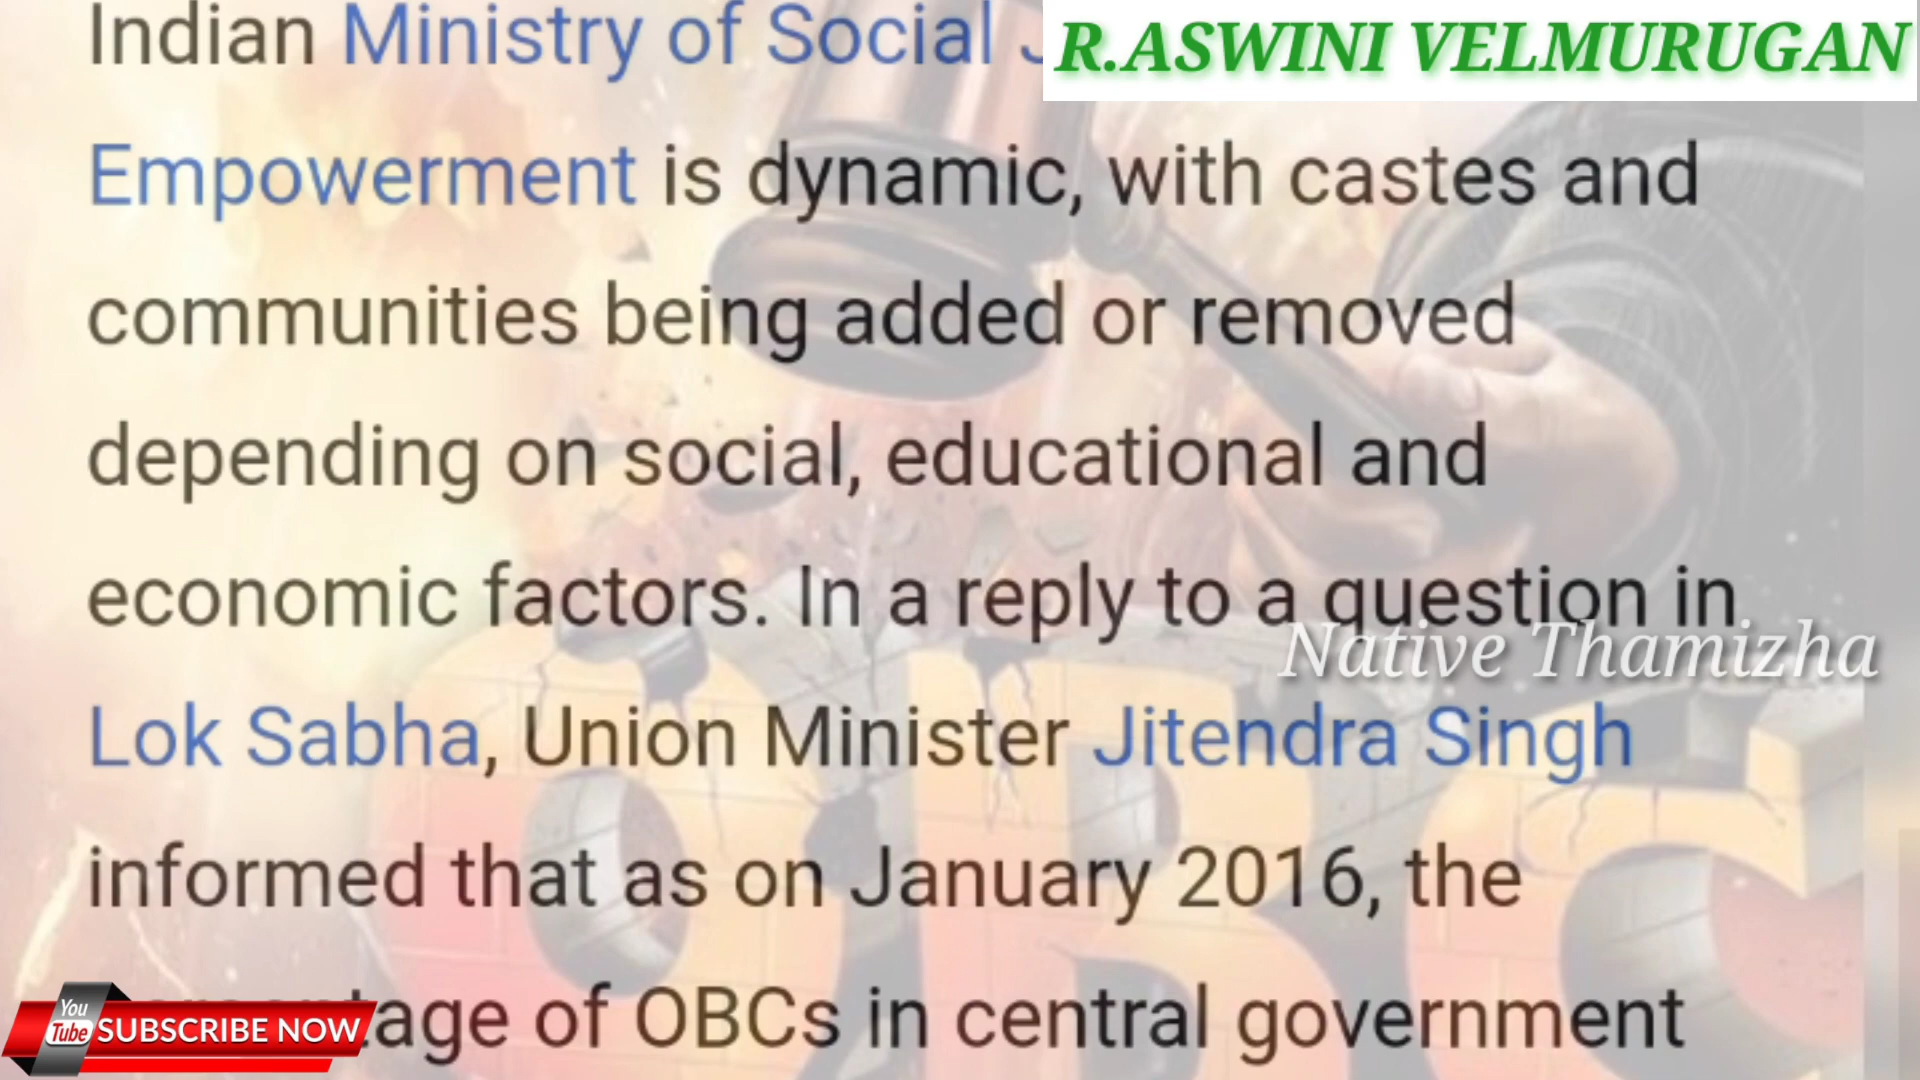 Indian Ministry of Social J
R.ASWINI VELMURUGAN
Empowerment is dynamic, with castes and
communities being added or removed
depending on social, educational and
economic factors. In a reply to a question in
Native Thamizha
Lok Sabha, Union Minister Jitendra Singh
informed that as on January 2016, the
age of OBCs in central government
You
Tube SUBSCRIBE NOW
OBC